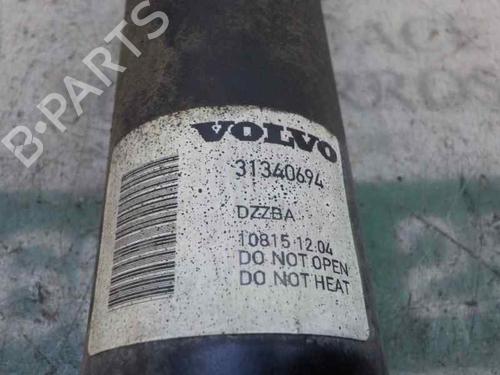 B-PARTS
VOLVO
31340694
DZZBA
10815 12.04
DO NOT OPEN
DO NOT HEAT